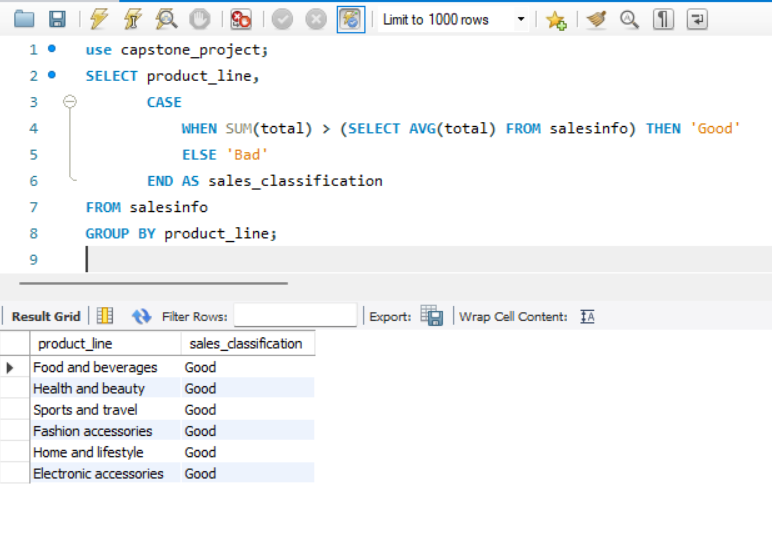 Limit to 1000 rows
1 use capstone_project;
2 SELECT product_line,
3 CASE
4 WHEN SUM(total) > (SELECT AVG(total) FROM salesinfo) THEN 'Good'
5 ELSE 'Bad'
6 END AS sales_classification
7 FROM salesinfo
8 GROUP BY product_line;
9
Result Grid Filter Rows: Export: Wrap Cell Content: IA
product_line sales_classification
Food and beverages Good
Health and beauty Good
Sports and travel Good
Fashion accessories Good
Home and lifestyle Good
Electronic accessories Good